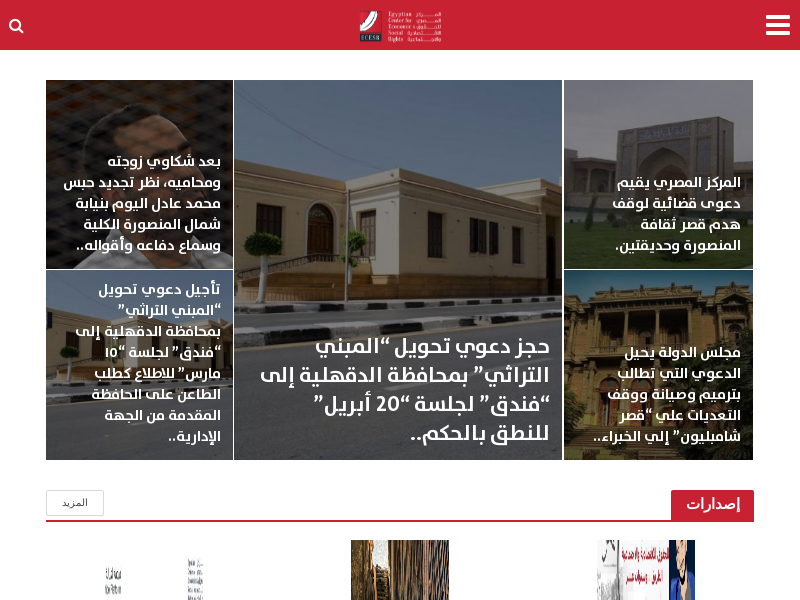 Egyptian
Center for
Economic &
Social
Rights
المركز
المصري
للحقوق
الاقتصادية
والاجتماعية
ECESR
المركز المصري يقيم
دعوى قضائية لوقف
هدم قصر ثقافة
المنصورة وحديقتين.
حجز دعوي تحويل “المبني
التراثي” بمحافظة الدقهلية إلى
“فندق” لجلسة “20 أبريل”
للنطق بالحكم..
بعد شكاوي زوجته
ومحاميه، نظر تجديد حبس
محمد عادل اليوم بنيابة
شمال المنصورة الكلية
وسماع دفاعه وأقواله..
مجلس الدولة يحيل
الدعوي التي تطالب
بترميم وصيانة ووقف
التعديات علي “قصر
شامبليون” إلي الخبراء..
تأجيل دعوي تحويل
“المبني التراثي”
بمحافظة الدقهلية إلى
“فندق” لجلسة “١٥
مارس” للاطلاع كطلب
الطاعن على الحافظة
المقدمة من الجهة
الإدارية..
إصدارات
المزيد